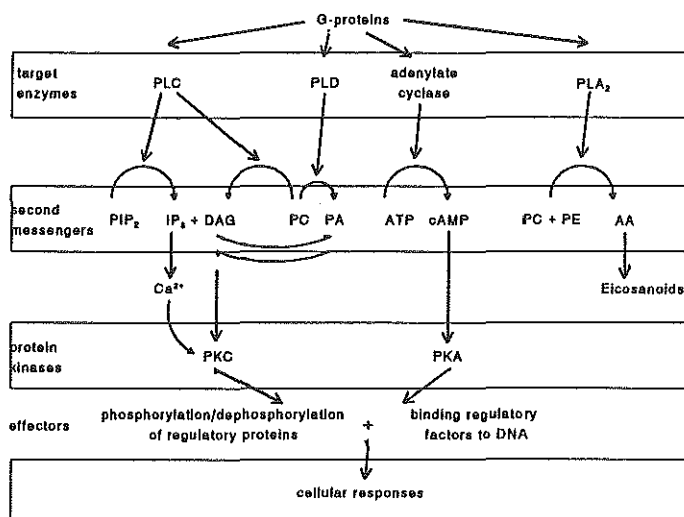 G-proteins
target
enzymes
PLC
PLD
adenylate
cyclase
PLA₂
second
messengers
PIP₂
IP₃ + DAG
PC
PA
ATP
cAMP
PC + PE
AA
Ca²⁺
Eicosanoids
protein
kinases
PKC
PKA
effectors
phosphorylation/dephosphorylation
of regulatory proteins
+
binding regulatory
factors to DNA
cellular responses